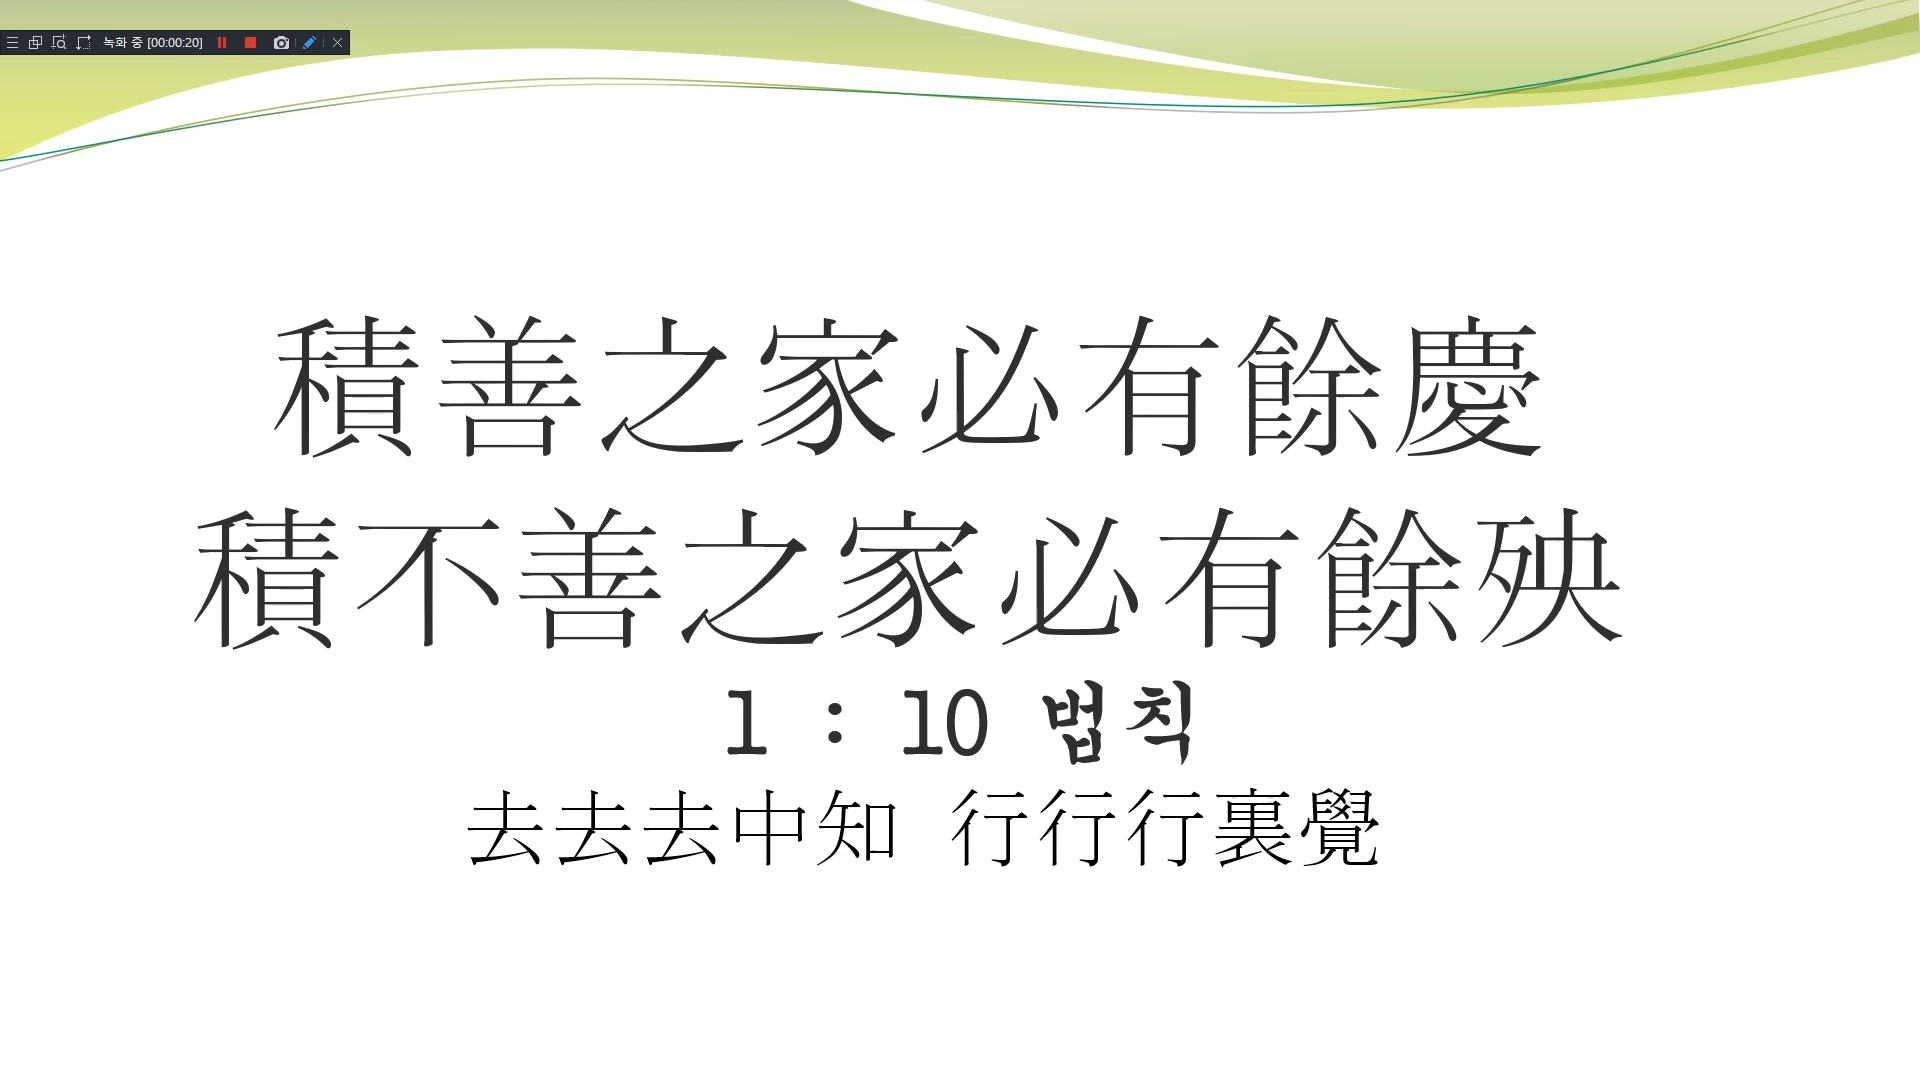 녹화 중 [00:00:20]
積善之家必有餘慶
積不善之家必有餘殃
1 : 10 법칙
去去去中知 行行行裏覺